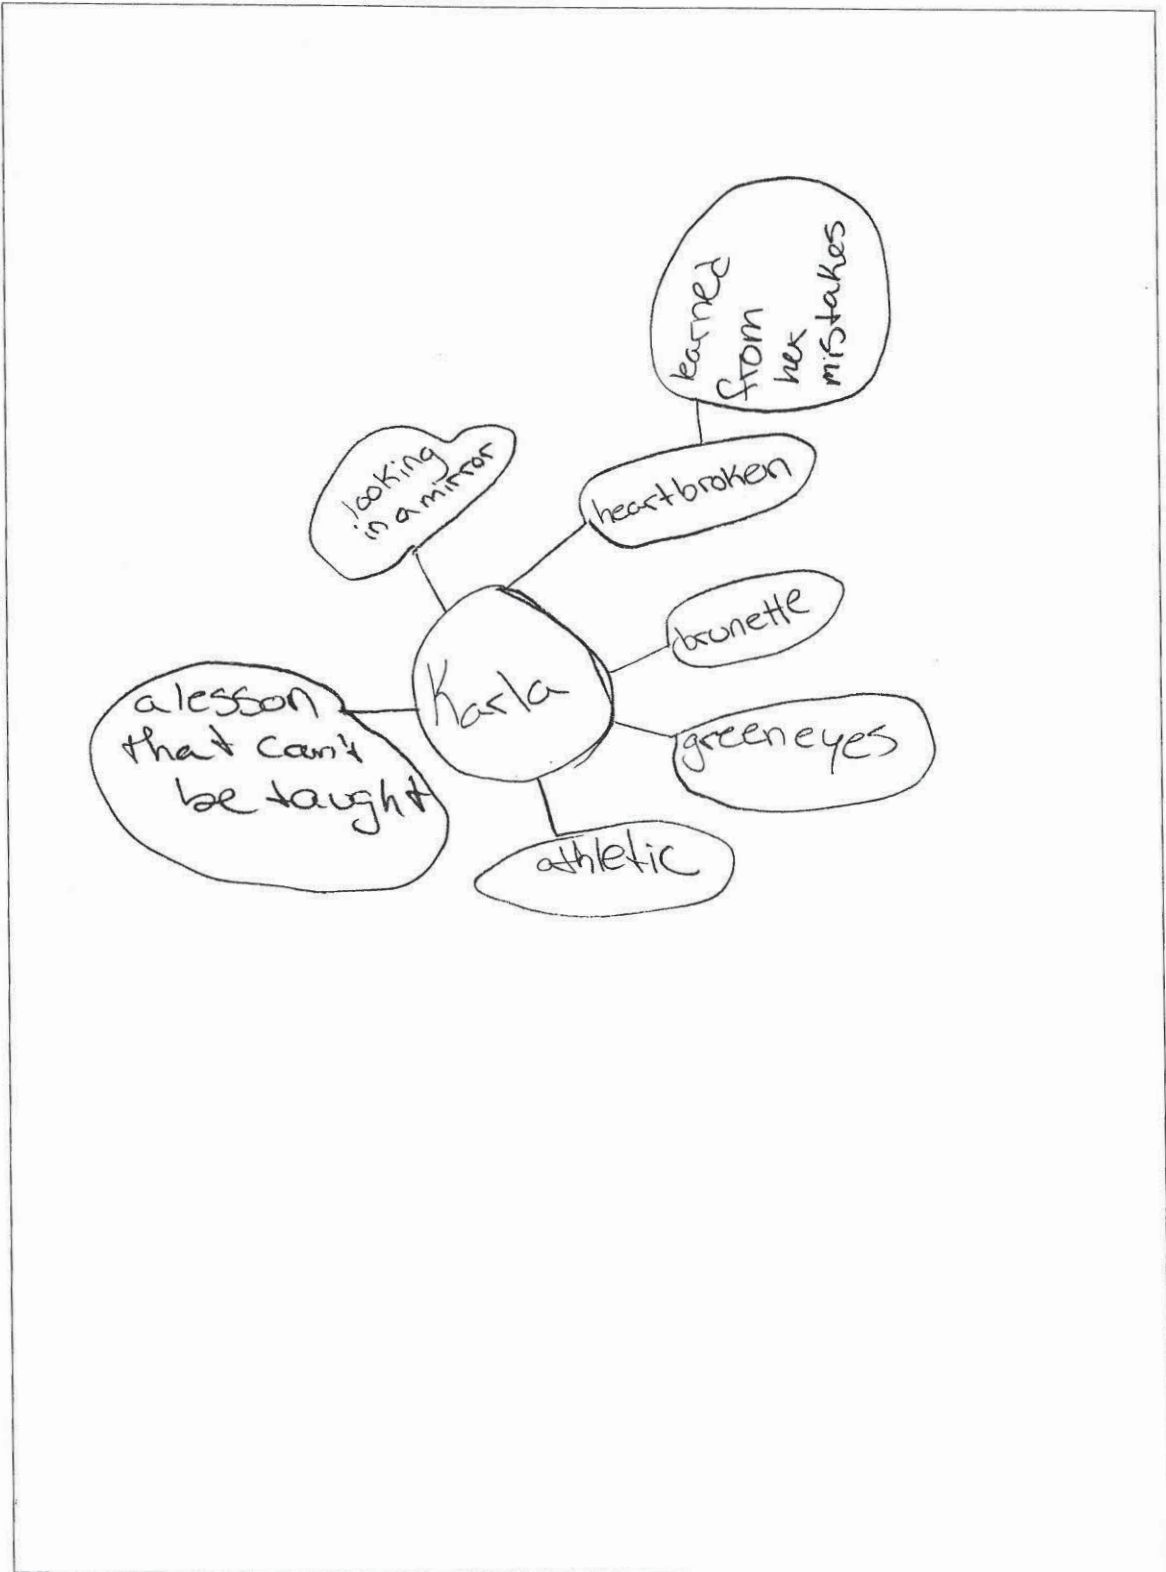 learned
from
her
mistakes
looking
in a mirror
heartbroken
brunette
Karla
a lesson
that can't
be taught
green eyes
athletic